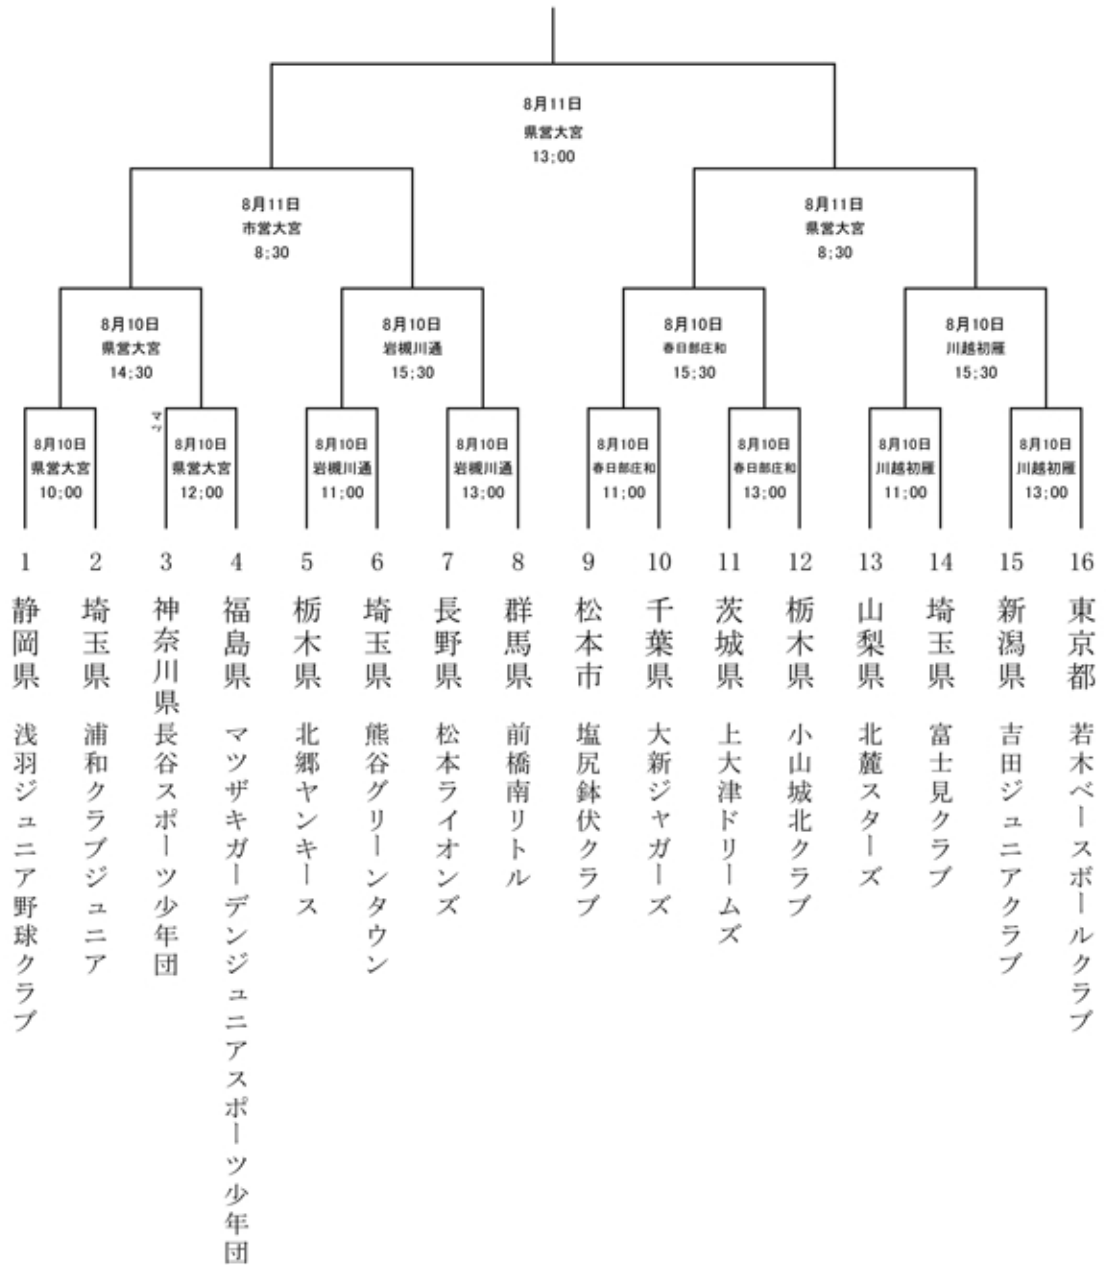 8月11日
県営大宮
13;00
8月11日
市営大宮
8;30
8月11日
県営大宮
8;30
8月10日
県営大宮
14;30
8月10日
岩槻川通
15;30
8月10日
春日部庄和
15;30
8月10日
川越初雁
15;30
マツ
8月10日
県営大宮
10;00
8月10日
県営大宮
12;00
8月10日
岩槻川通
11;00
8月10日
岩槻川通
13;00
8月10日
春日部庄和
11;00
8月10日
春日部庄和
13;00
8月10日
川越初雁
11;00
8月10日
川越初雁
13;00
1 静岡県 浅羽ジュニア野球クラブ
2 埼玉県 浦和クラブジュニア
3 神奈川県 長谷スポーツ少年団
4 福島県 マツザキガーデンジュニアスポーツ少年団
5 栃木県 北郷ヤンキース
6 埼玉県 熊谷グリーンタウン
7 長野県 松本ライオンズ
8 群馬県 前橋南リトル
9 松本市 塩尻鉢伏クラブ
10 千葉県 大新ジャガーズ
11 茨城県 上大津ドリームズ
12 栃木県 小山城北クラブ
13 山梨県 北麓スターズ
14 埼玉県 富士見クラブ
15 新潟県 吉田ジュニアクラブ
16 東京都 若木ベースボールクラブ